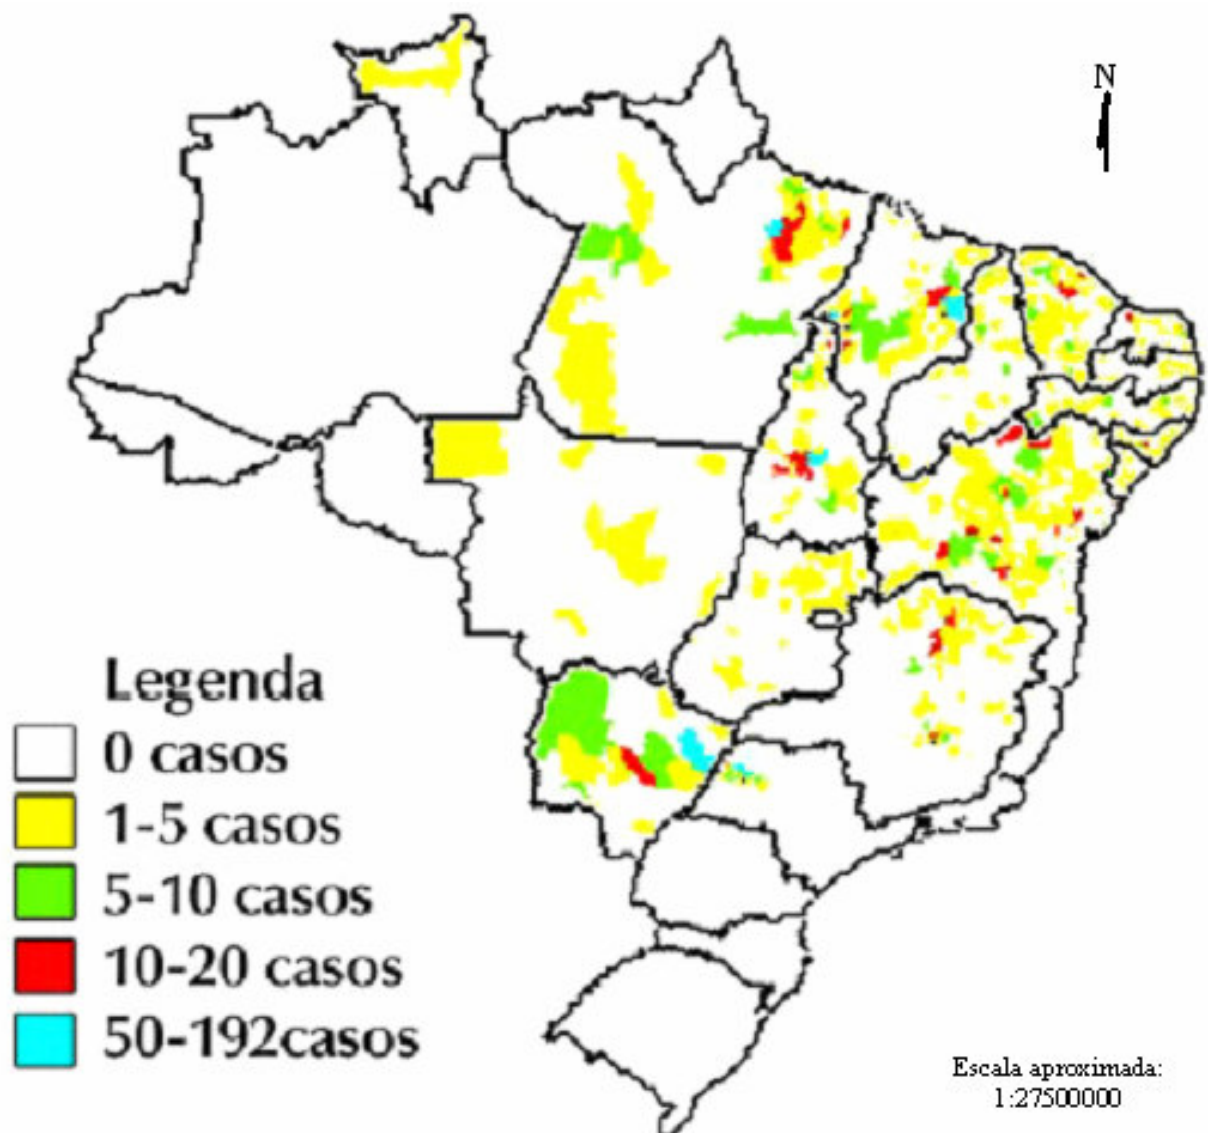 N
Legenda
0 casos
1-5 casos
5-10 casos
10-20 casos
50-192casos
Escala aproximada:
1:27500000